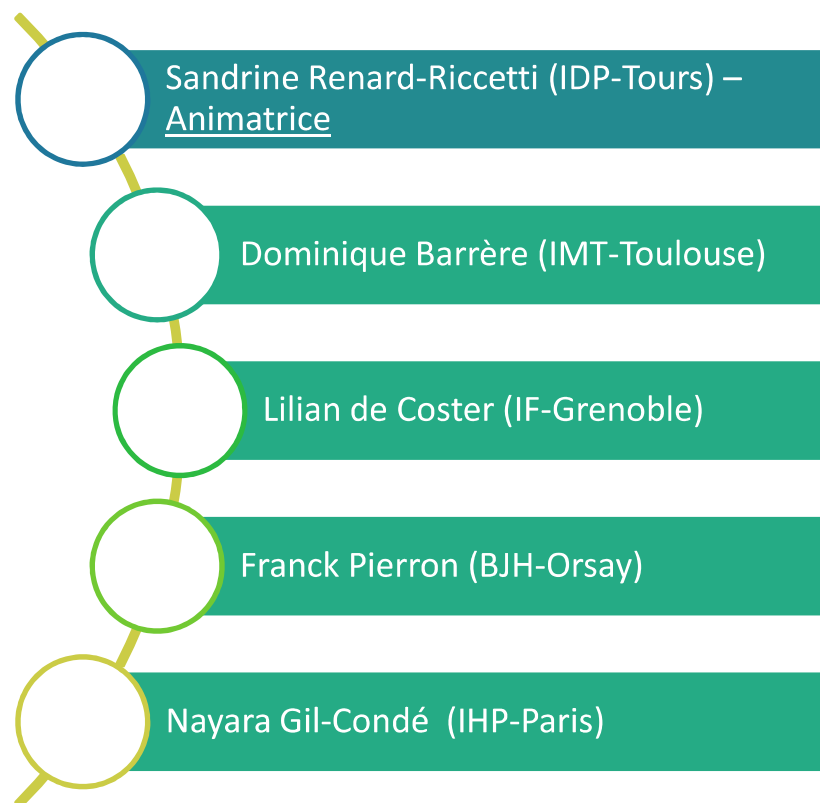 Sandrine Renard-Riccetti (IDP-Tours) –
Animatrice
Dominique Barrère (IMT-Toulouse)
Lilian de Coster (IF-Grenoble)
Franck Pierron (BJH-Orsay)
Nayara Gil-Condé  (IHP-Paris)